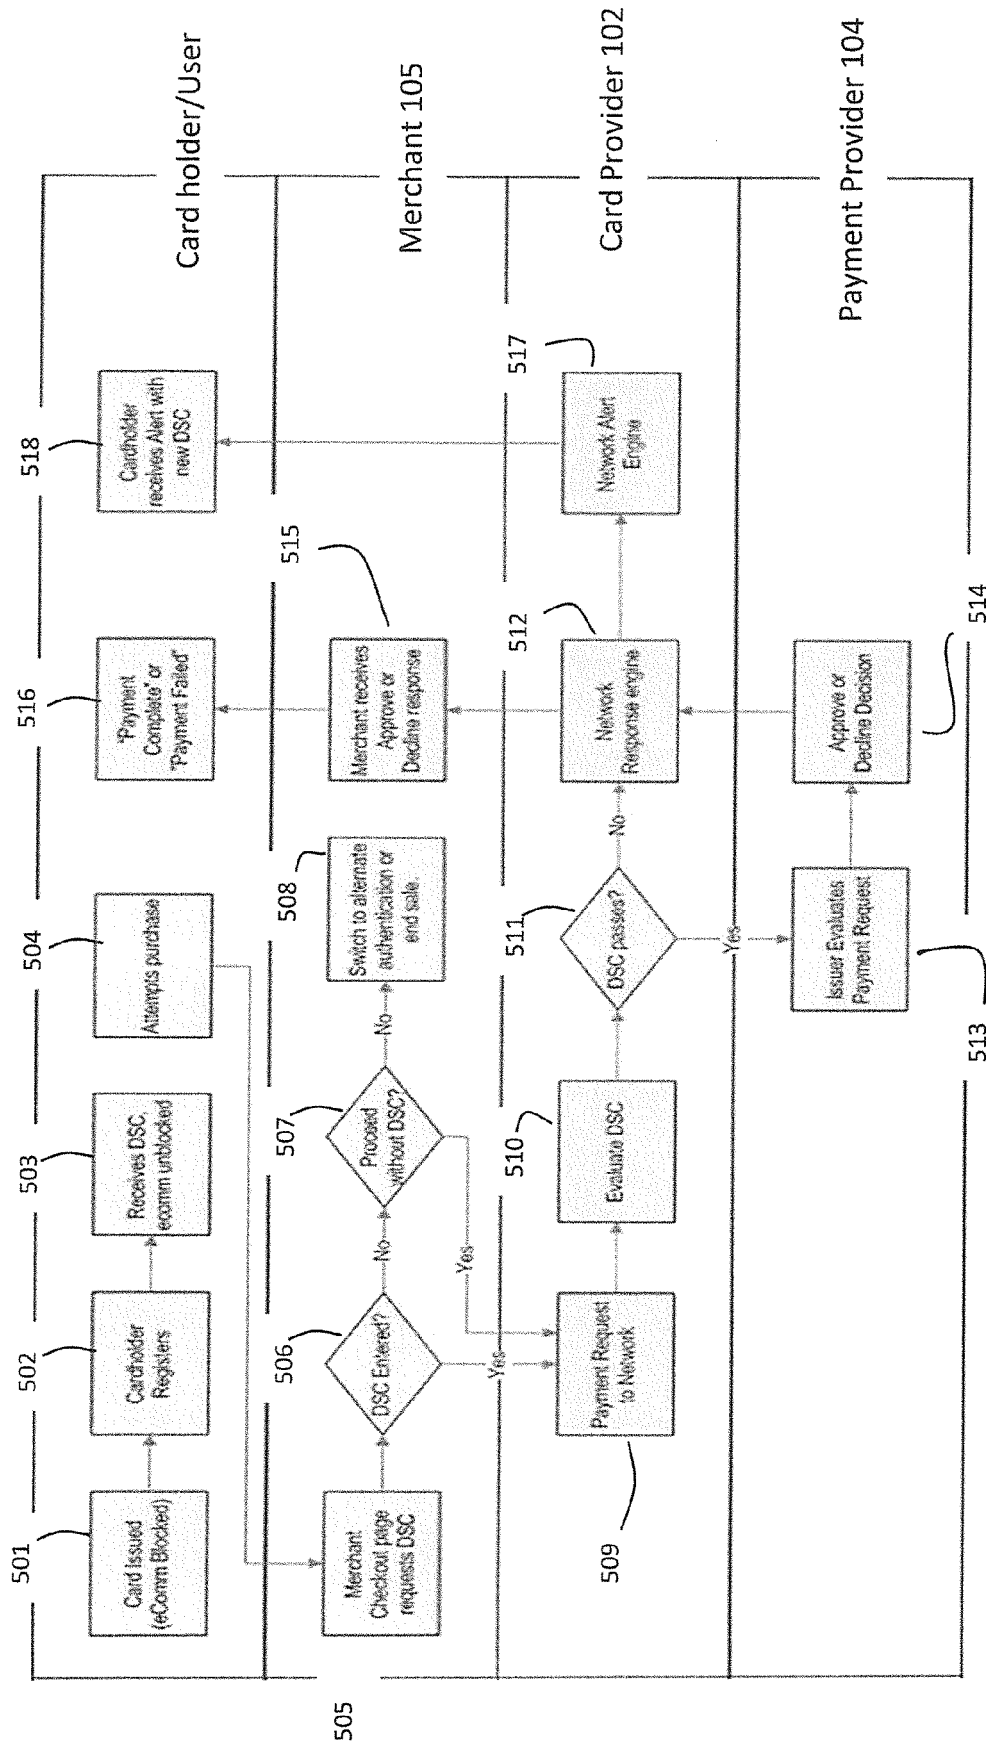 501
Card Issued
(eComm Blocked)
502
Cardholder
Registers
503
Receives DSC,
ecomm unblocked
504
Attempts purchase
516
"Payment
Complete" or
"Payment Failed"
518
Cardholder
receives Alert with
new DSC
Card holder/User
505
Merchant
Checkout page
requests DSC
506
DSC Entered?
No
Yes
507
Proceed
without DSC?
No
Yes
508
Switch to alternate
authentication or
end sale.
515
Merchant receives
Approve or
Decline response
Merchant 105
509
Payment Request
to Network
510
Evaluate DSC
511
DSC passes?
No
Yes
512
Network
Response engine
517
Network Alert
Engine
Card Provider 102
513
Issuer Evaluates
Payment Request
514
Approve or
Decline Decision
Payment Provider 104